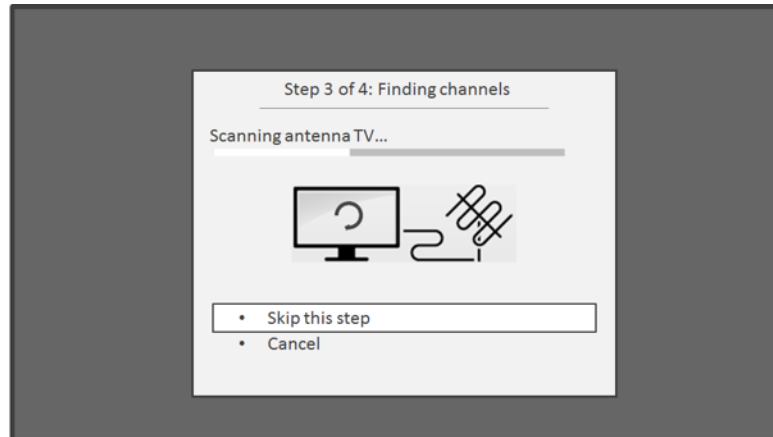 Step 3 of 4: Finding channels
Scanning antenna TV...
• Skip this step
• Cancel